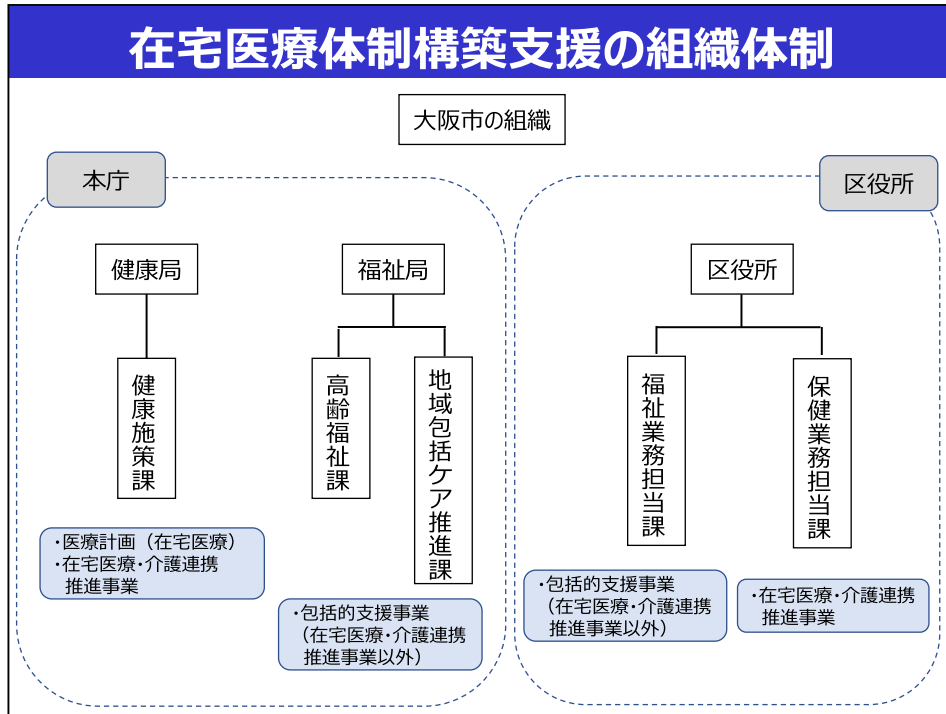 在宅医療体制構築支援の組織体制
大阪市の組織
本庁
区役所
健康局
福祉局
区役所
健康施策課
高齢福祉課
地域包括ケア推進課
福祉業務担当課
保健業務担当課
・医療計画（在宅医療）
・在宅医療・介護連携
推進事業
・包括的支援事業
（在宅医療・介護連携
推進事業以外）
・包括的支援事業
（在宅医療・介護連携
推進事業以外）
・在宅医療・介護連携
推進事業